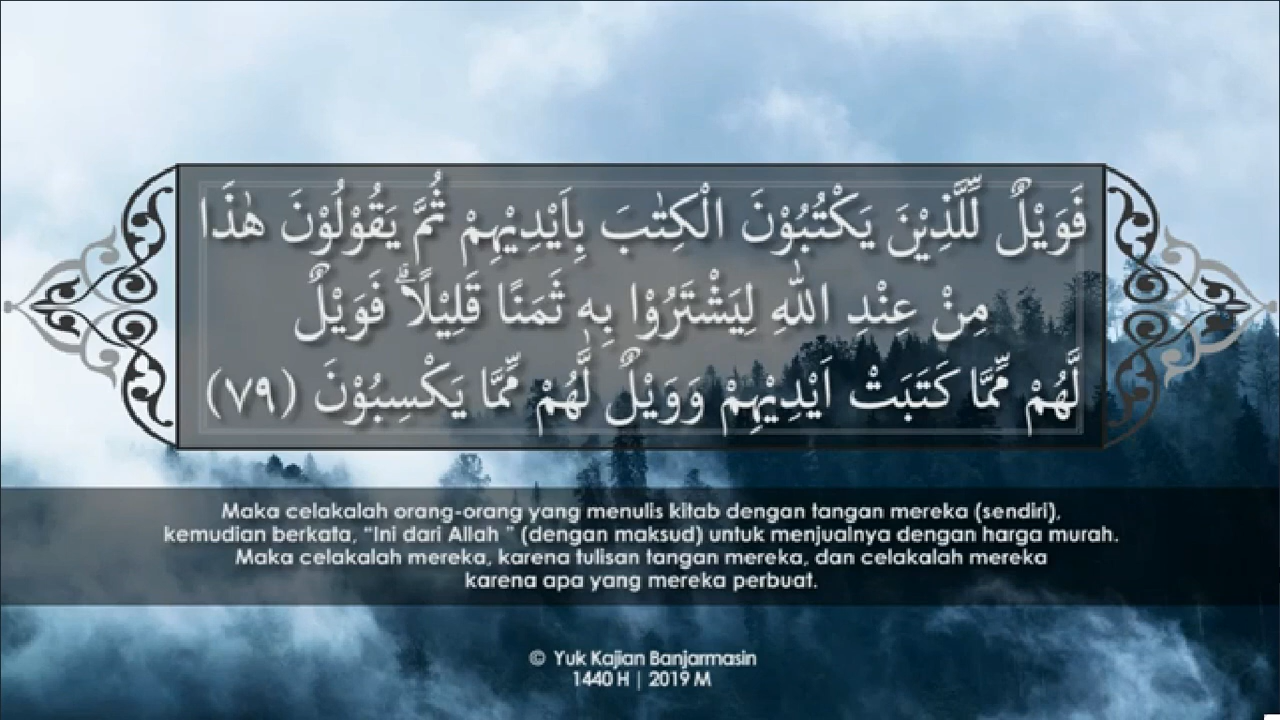 فَوَيْلٌ لِّلَّذِيْنَ يَكْتُبُوْنَ الْكِتٰبَ بِاَيْدِيْهِمْ ثُمَّ يَقُوْلُوْنَ هٰذَا
مِنْ عِنْدِ اللّٰهِ لِيَشْتَرُوْا بِهٖ ثَمَنًا قَلِيْلًاۗ فَوَيْلٌ
لَّهُمْ مِّمَّا كَتَبَتْ اَيْدِيْهِمْ وَوَيْلٌ لَّهُمْ مِّمَّا يَكْسِبُوْنَ (٧٩)
Maka celakalah orang-orang yang menulis kitab dengan tangan mereka (sendiri),
kemudian berkata, “Ini dari Allah ” (dengan maksud) untuk menjualnya dengan harga murah.
Maka celakalah mereka, karena tulisan tangan mereka, dan celakalah mereka
karena apa yang mereka perbuat.
© Yuk Kajian Banjarmasin
1440 H | 2019 M